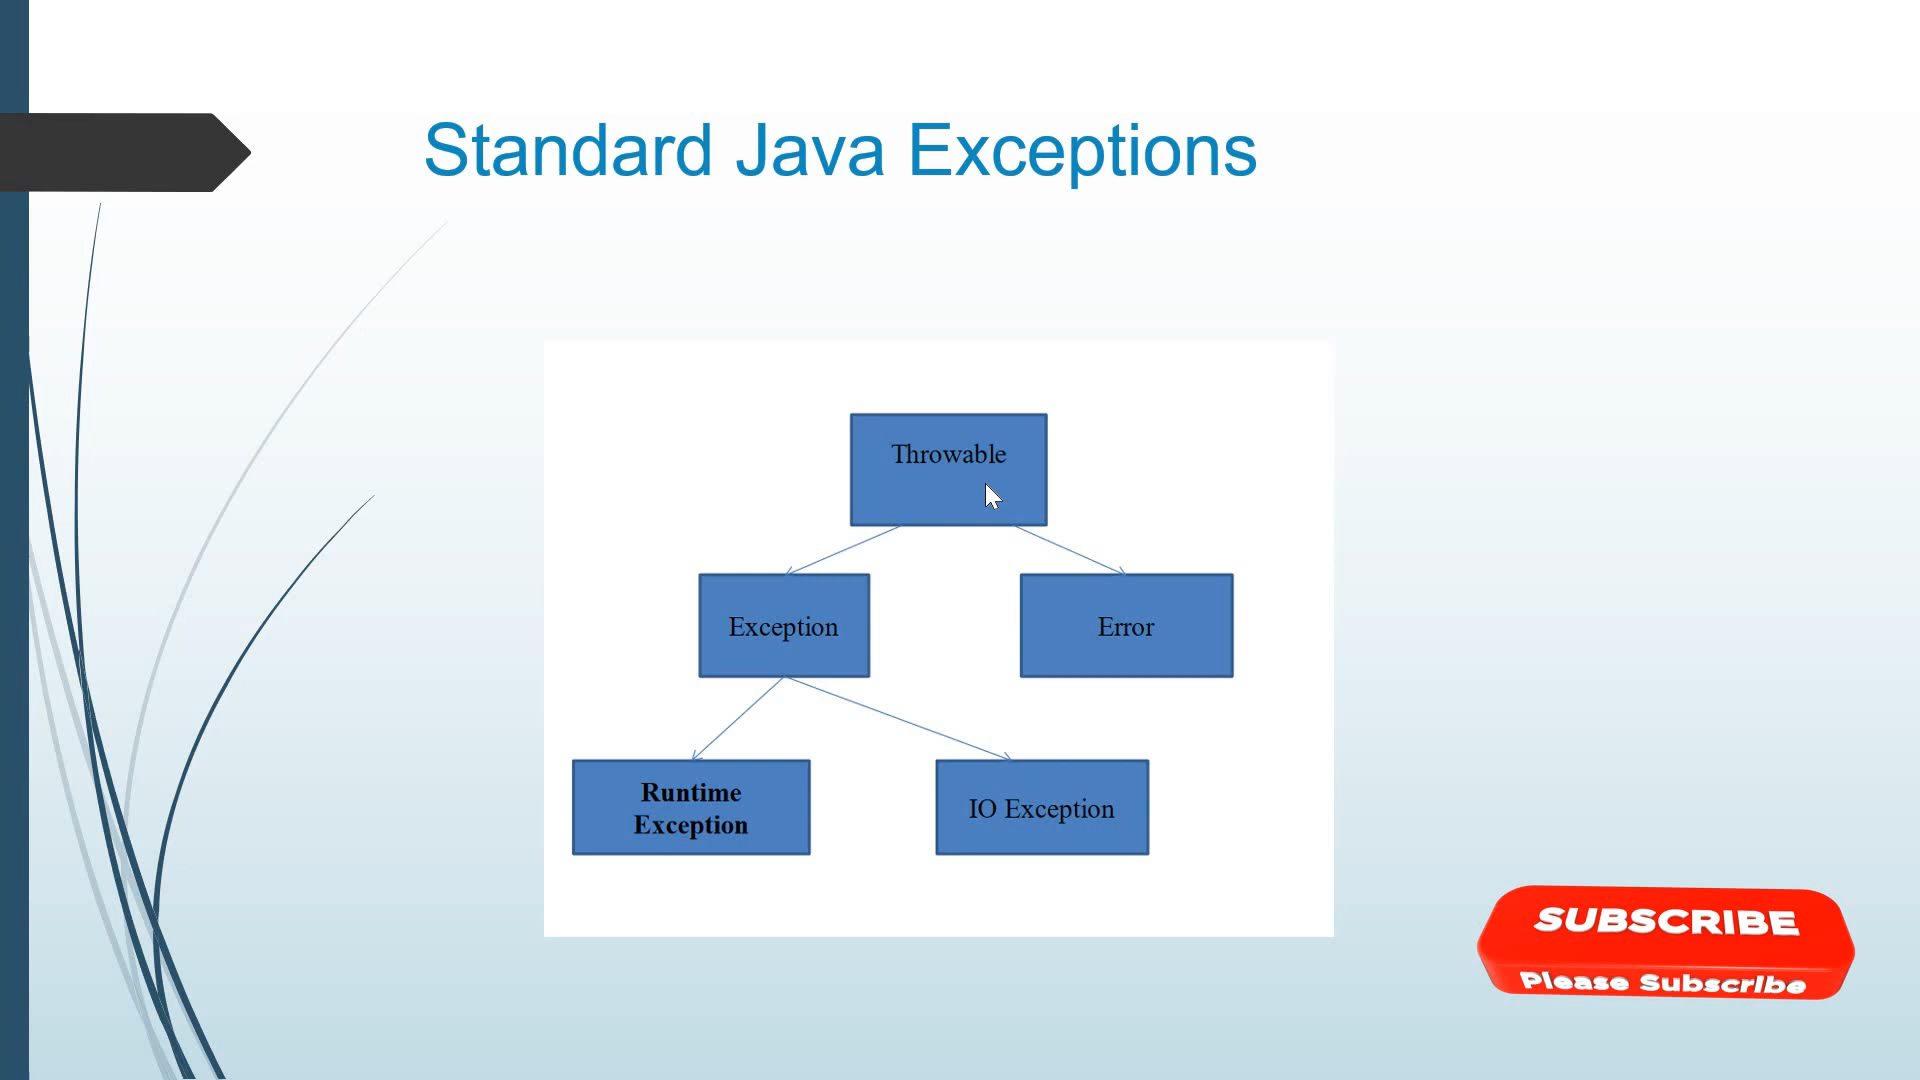 Standard Java Exceptions
Throwable
Exception
Error
Runtime
Exception
IO Exception
SUBSCRIBE
Please Subscribe